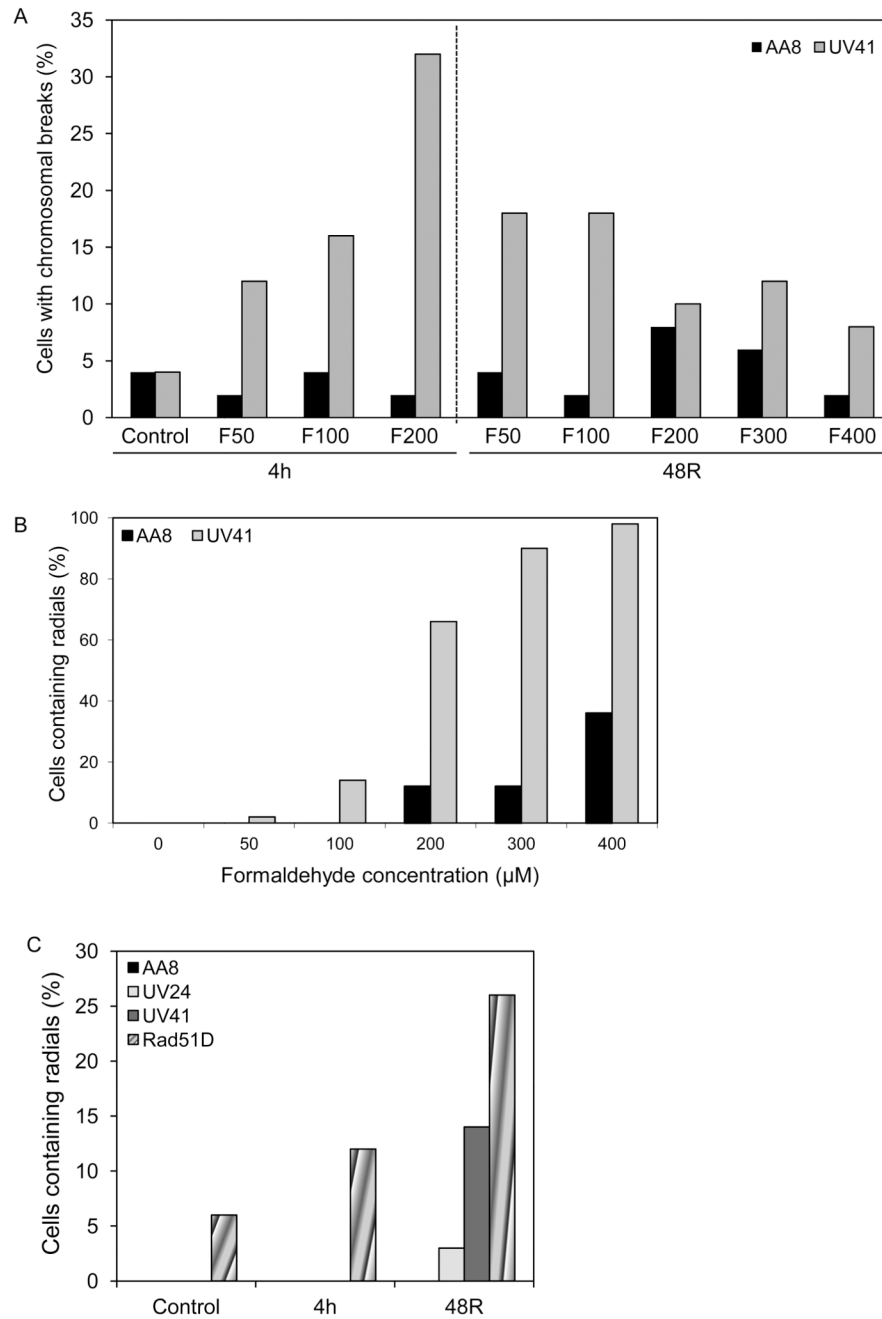 A
Cells with chromosomal breaks (%)
35
30
25
20
15
10
5
0
AA8 UV41
Control F50 F100 F200 F50 F100 F200 F300 F400
4h 48R
B
Cells containing radials (%)
100
80
60
40
20
0
AA8 UV41
0 50 100 200 300 400
Formaldehyde concentration (µM)
C
Cells containing radials (%)
30
25
20
15
10
5
0
AA8
UV24
UV41
Rad51D
Control 4h 48R